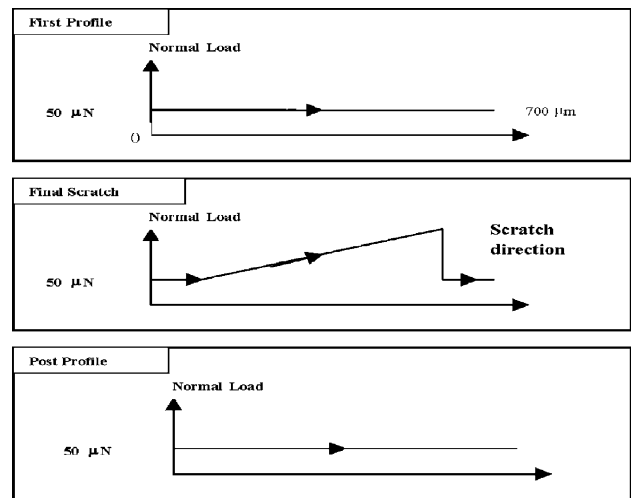 First Profile
Normal Load
50 μN
700 μm
0
Final Scratch
Normal Load
Scratch
direction
50 μN
Post Profile
Normal Load
50 μN